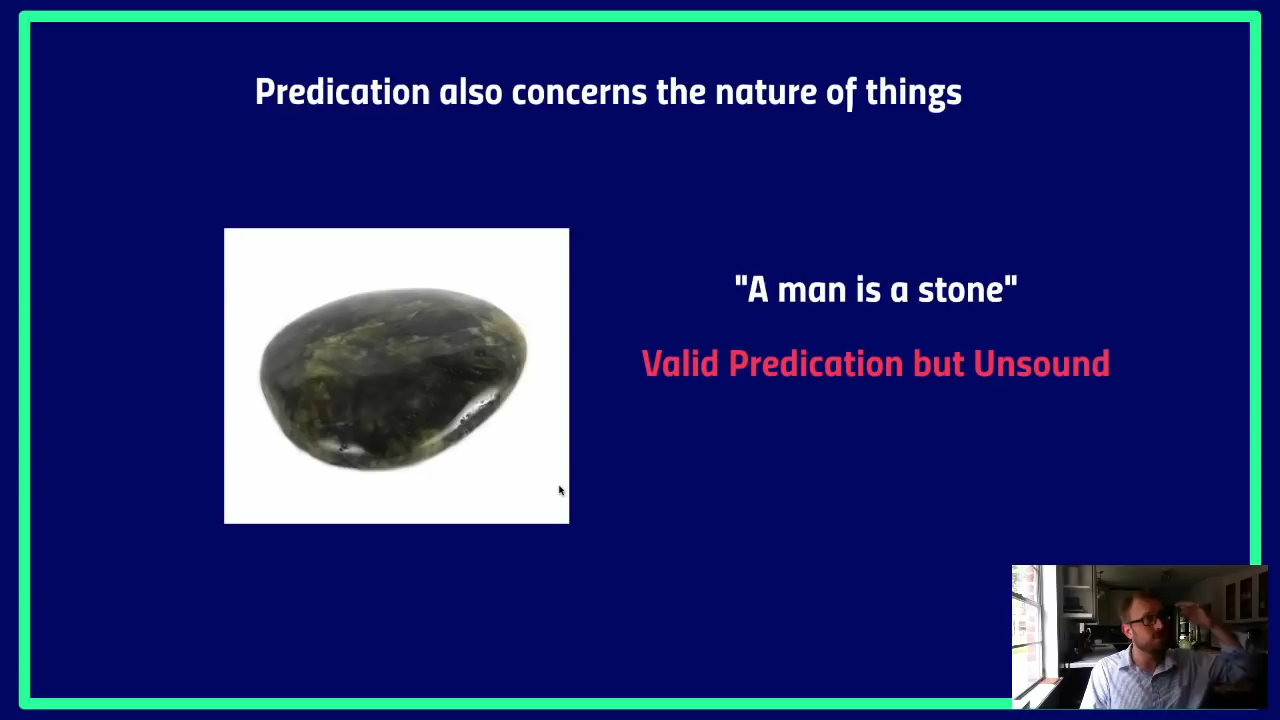 Predication also concerns the nature of things
"A man is a stone"
Valid Predication but Unsound